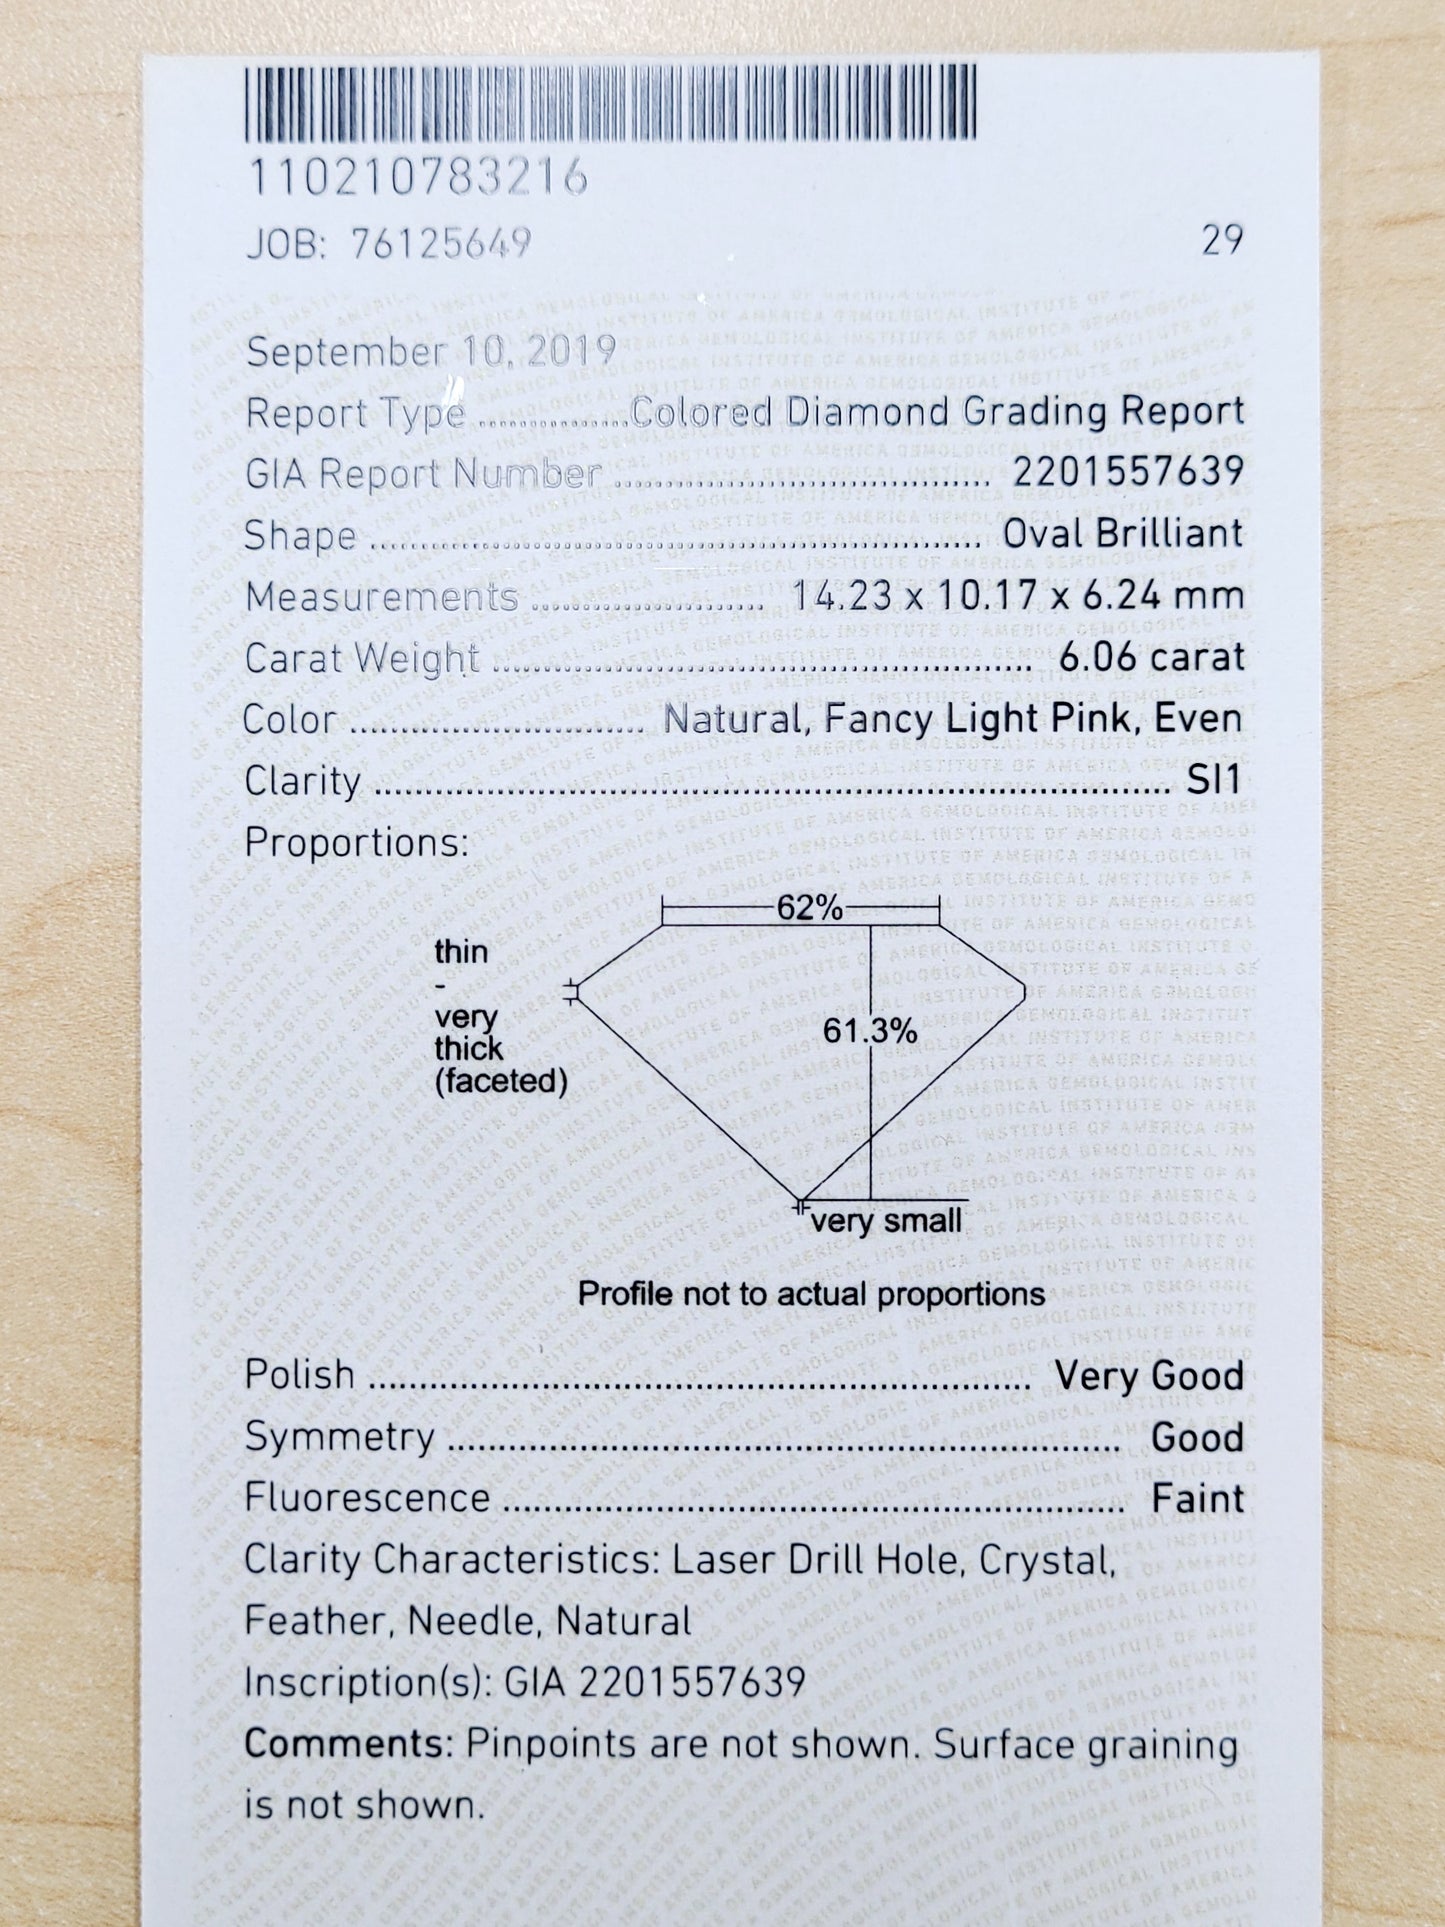 110210783216
JOB: 76125649 29
September 10, 2019
Report Type ............... Colored Diamond Grading Report
GIA Report Number ..................................... 2201557639
Shape ............................................................... Oval Brilliant
Measurements ........................ 14.23 x 10.17 x 6.24 mm
Carat Weight ....................................................... 6.06 carat
Color ............................... Natural, Fancy Light Pink, Even
Clarity ................................................................................. SI1
Proportions:
62%
thin
-
very
thick
(faceted)
61.3%
very small
Profile not to actual proportions
Polish .................................................................... Very Good
Symmetry ..................................................................... Good
Fluorescence ................................................................ Faint
Clarity Characteristics: Laser Drill Hole, Crystal,
Feather, Needle, Natural
Inscription(s): GIA 2201557639
Comments: Pinpoints are not shown. Surface graining
is not shown.